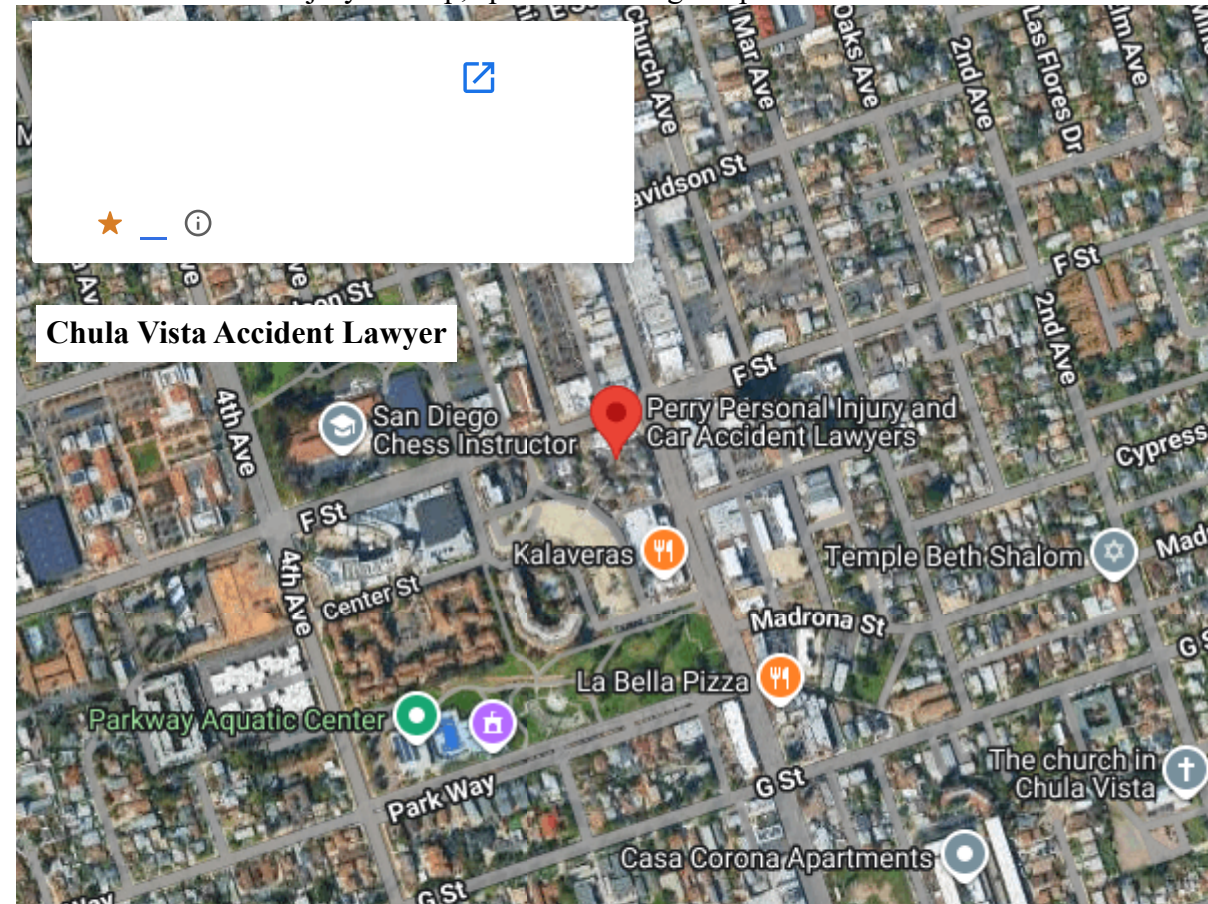 Church Ave
Mar Ave
Oaks Ave
2nd Ave
Las Flores Dr
Elm Ave
F St
2nd Ave
Chula Vista Accident Lawyer
4th Ave
San Diego
Chess Instructor
F St
Perry Personal Injury and
Car Accident Lawyers
Cypress
F St
Kalaveras
Temple Beth Shalom
4th Ave
Center St
Madrona St
La Bella Pizza
Parkway Aquatic Center
Park Way
G St
The church in
Chula Vista
Casa Corona Apartments
G St